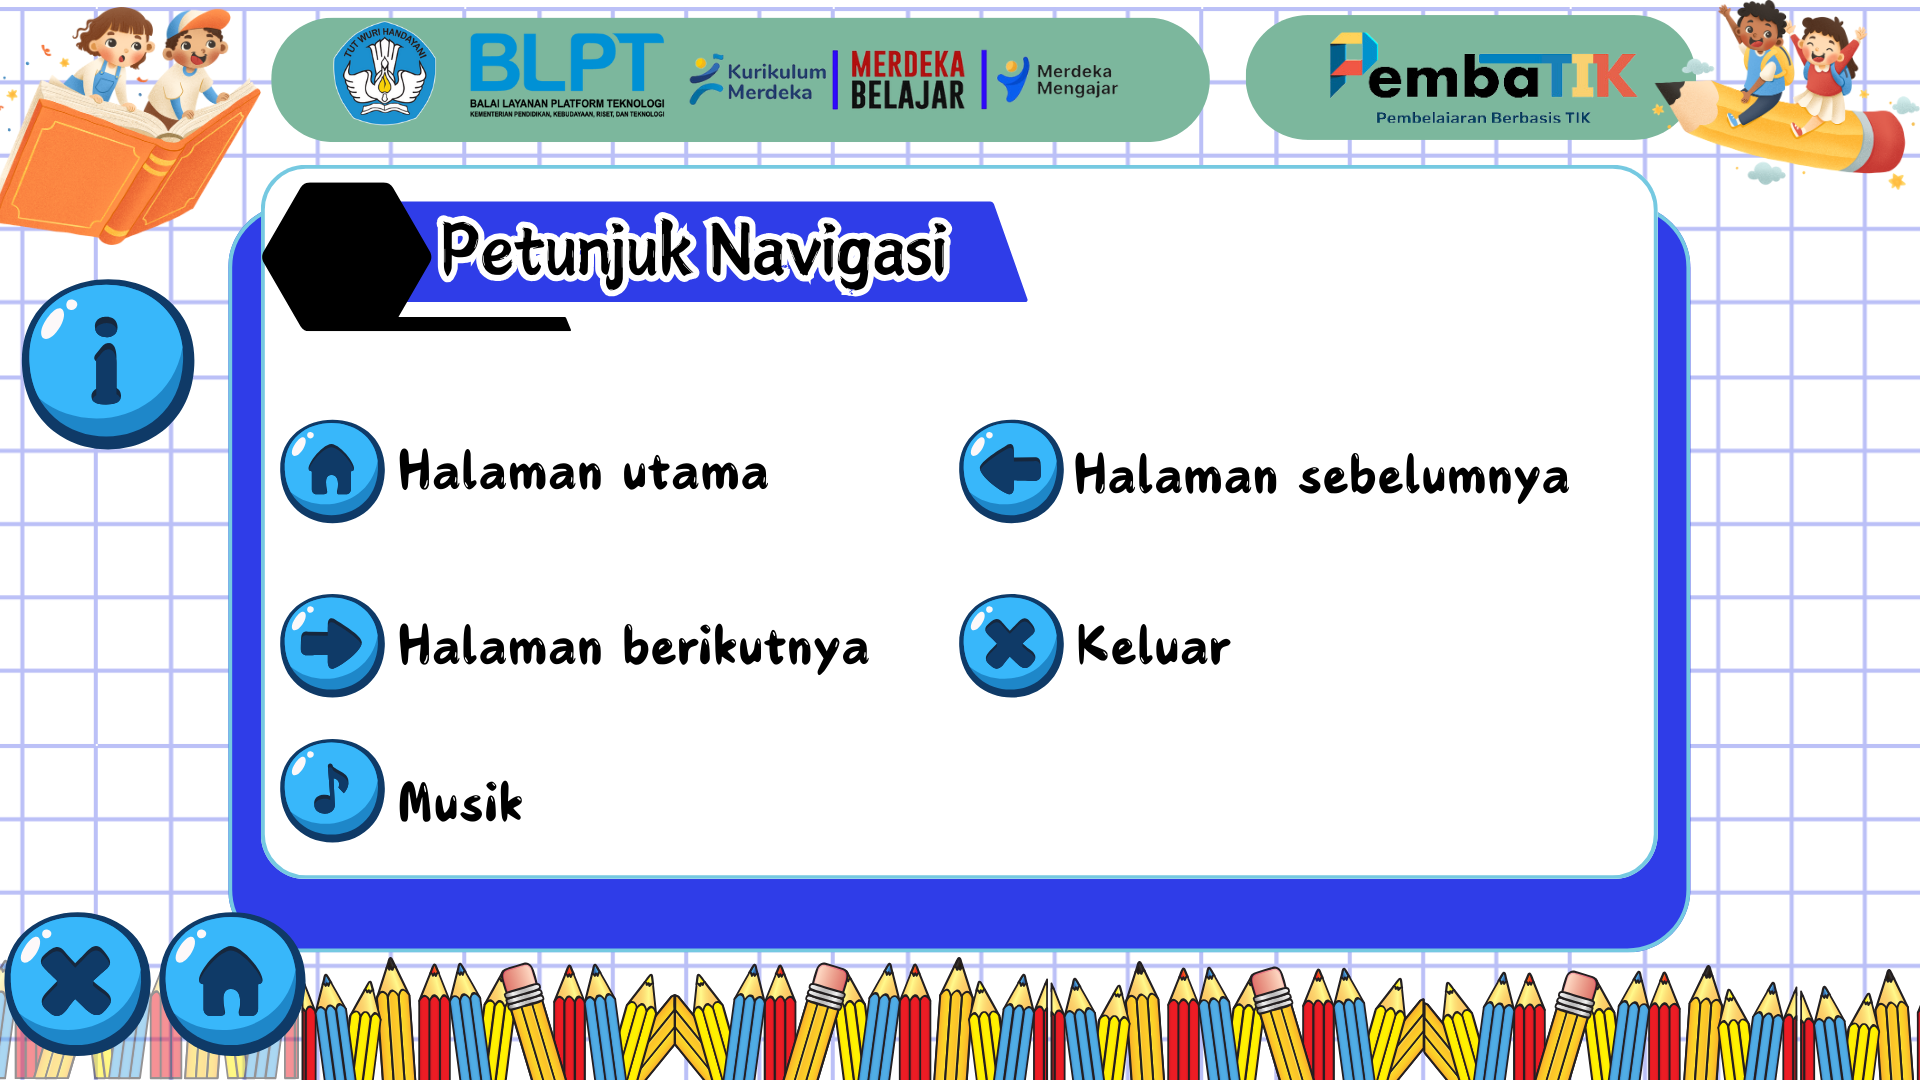 TUT WURI HANDAYANI
BLPT
BALAI LAYANAN PLATFORM TEKNOLOGI
KEMENTERIAN PENDIDIKAN, KEBUDAYAAN, RISET, DAN TEKNOLOGI
Kurikulum
Merdeka
MERDEKA
BELAJAR
Merdeka
Mengajar
PembaTIK
Pembelaiaran Berbasis TIK
Petunjuk Navigasi
i
Halaman utama
Halaman sebelumnya
Halaman berikutnya
Keluar
Musik